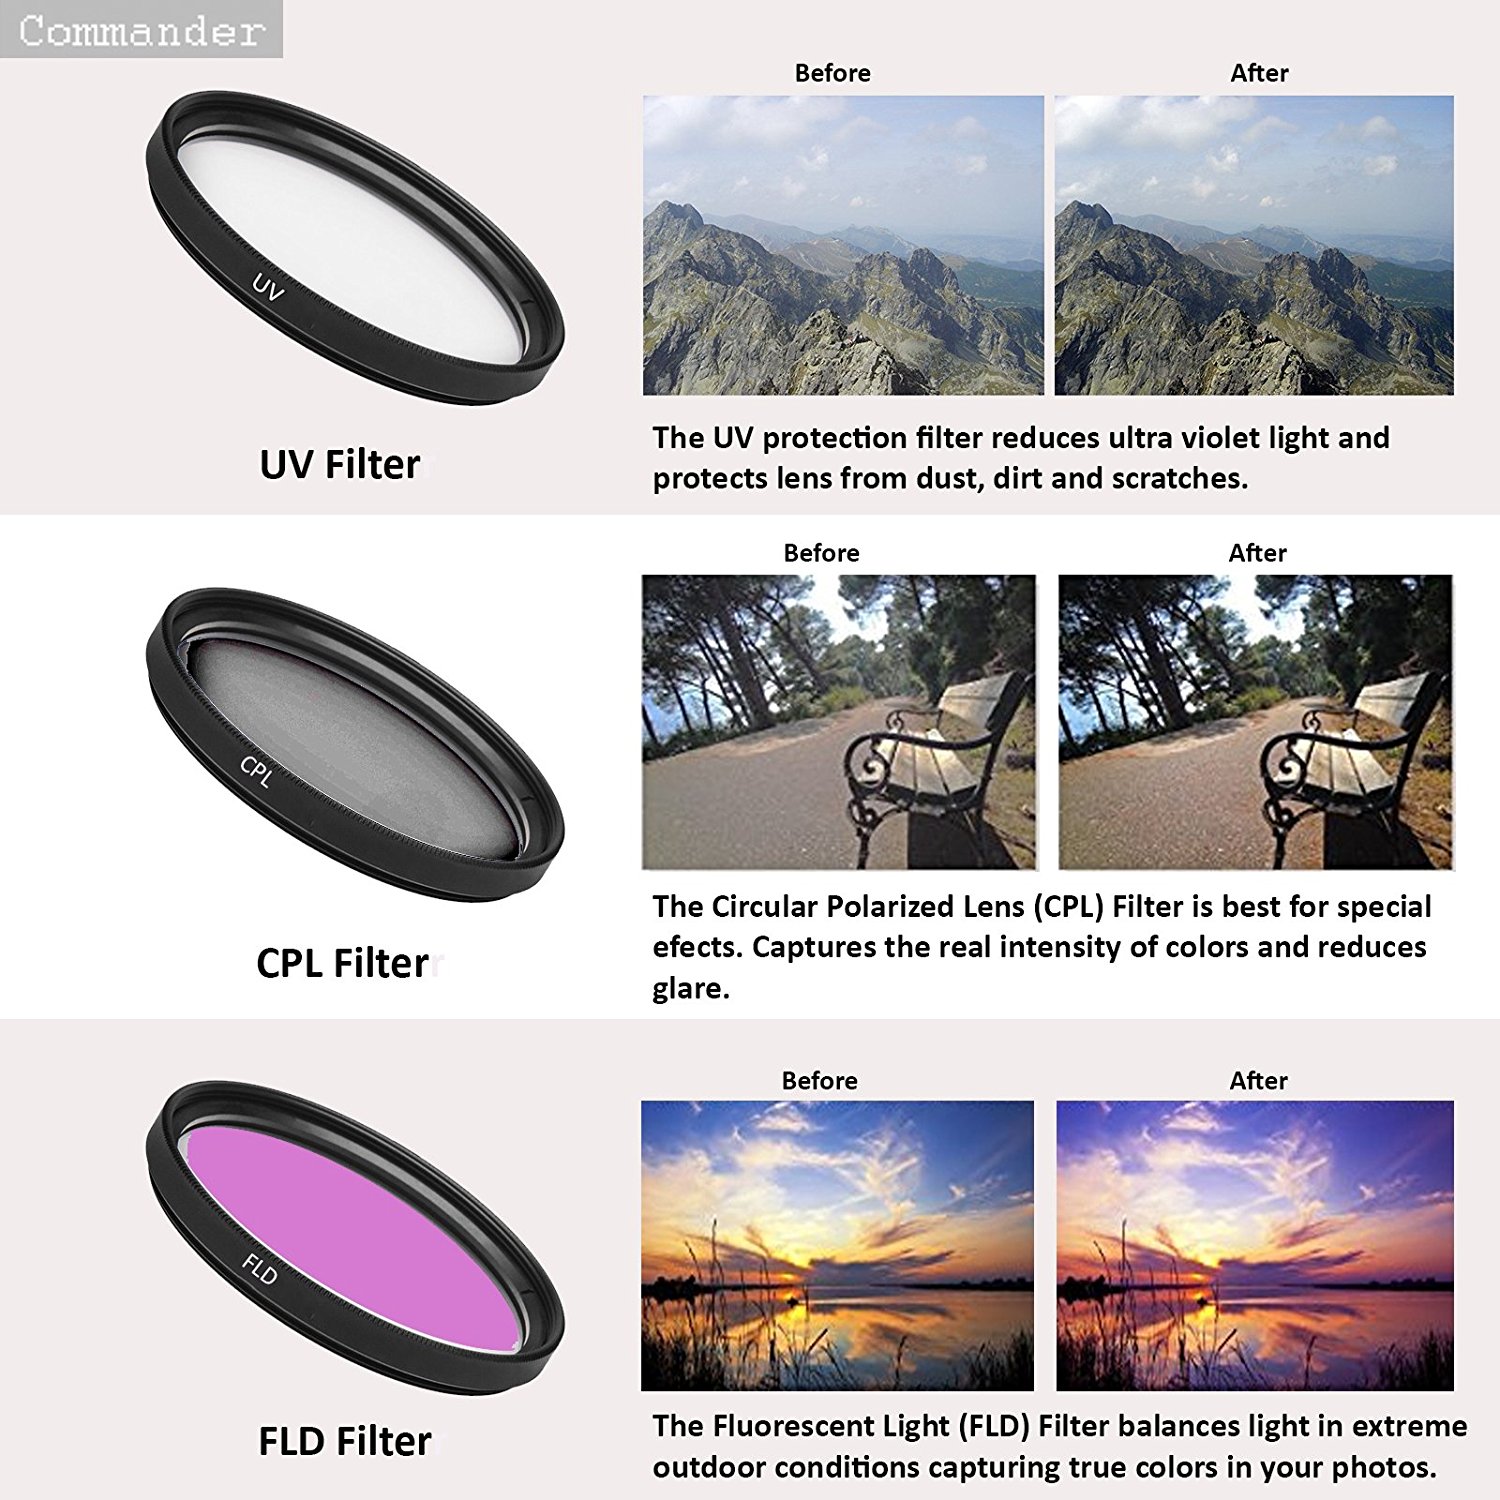 Commander
Before
After
UV
UV Filter
The UV protection filter reduces ultra violet light and
protects lens from dust, dirt and scratches.
Before
After
CPL
CPL Filter
The Circular Polarized Lens (CPL) Filter is best for special
efects. Captures the real intensity of colors and reduces
glare.
Before
After
FLD
FLD Filter
The Fluorescent Light (FLD) Filter balances light in extreme
outdoor conditions capturing true colors in your photos.